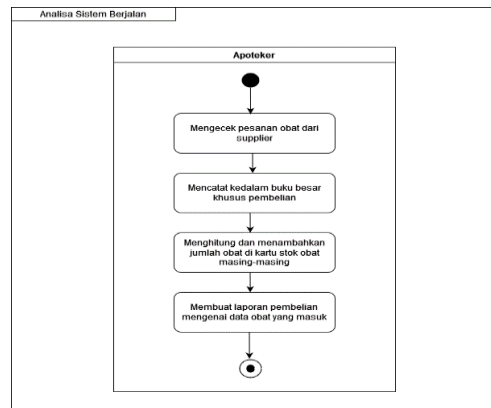 Analisa Sistem Berjalan
Apoteker
Mengecek pesanan obat dari
supplier
Mencatat kedalam buku besar
khusus pembelian
Menghitung dan menambahkan
jumlah obat di kartu stok obat
masing-masing
Membuat laporan pembelian
mengenai data obat yang masuk